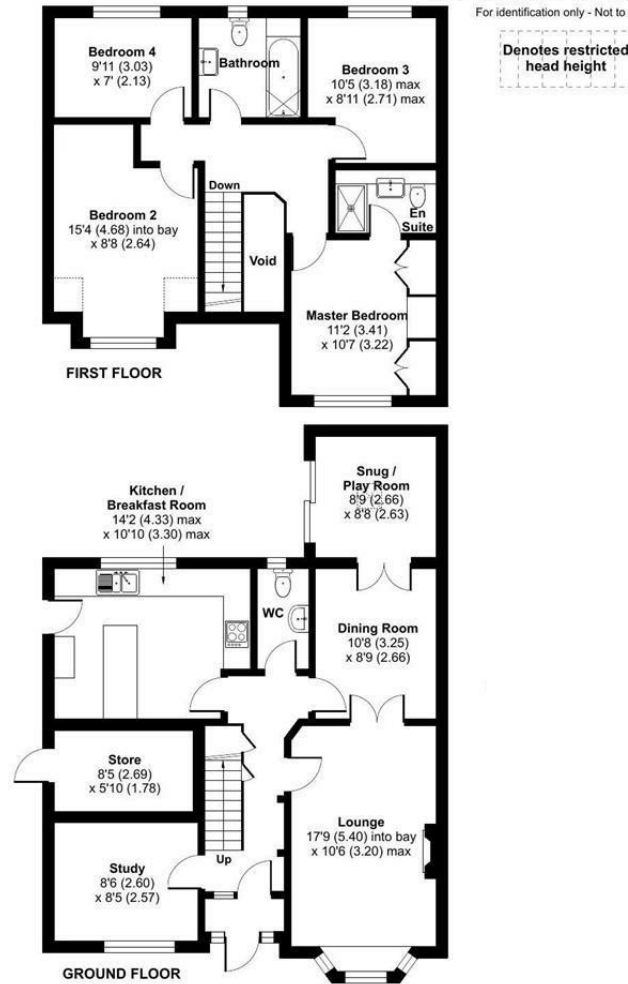 For identification only - Not to
Denotes restricted
head height
Bedroom 4
9'11 (3.03)
x 7' (2.13)
Bathroom
Bedroom 3
10'5 (3.18) max
x 8'11 (2.71) max
Down
Bedroom 2
15'4 (4.68) into bay
x 8'8 (2.64)
Void
En
Suite
Master Bedroom
11'2 (3.41)
x 10'7 (3.22)
FIRST FLOOR
Snug /
Play Room
8'9 (2.66)
x 8'8 (2.63)
Kitchen /
Breakfast Room
14'2 (4.33) max
x 10'10 (3.30) max
WC
Dining Room
10'8 (3.25)
x 8'9 (2.66)
Store
8'5 (2.69)
x 5'10 (1.78)
Lounge
17'9 (5.40) into bay
x 10'6 (3.20) max
Study
8'6 (2.60)
x 8'5 (2.57)
Up
GROUND FLOOR